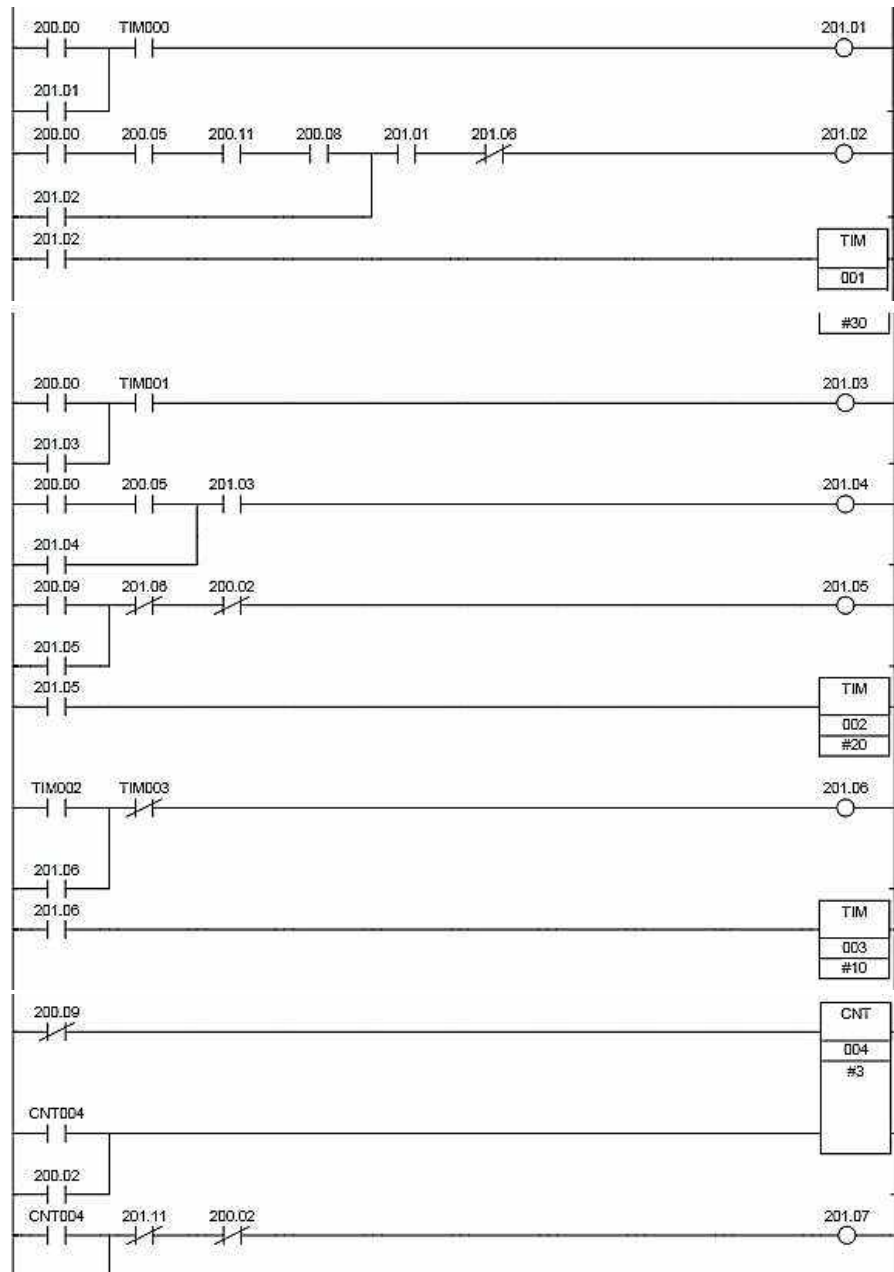 200.00 TIM000 201.01
201.01
200.00 200.05 200.11 200.08 201.01 201.06 201.02
201.02
201.02 TIM
001
#30
200.00 TIM001 201.03
201.03
200.00 200.05 201.03 201.04
201.04
200.09 201.06 200.02 201.05
201.05
201.05 TIM
002
#20
TIM002 TIM003 201.06
201.06
201.06 TIM
003
#10
200.09 CNT
004
#3
CNT004
200.02
CNT004 201.11 200.02 201.07